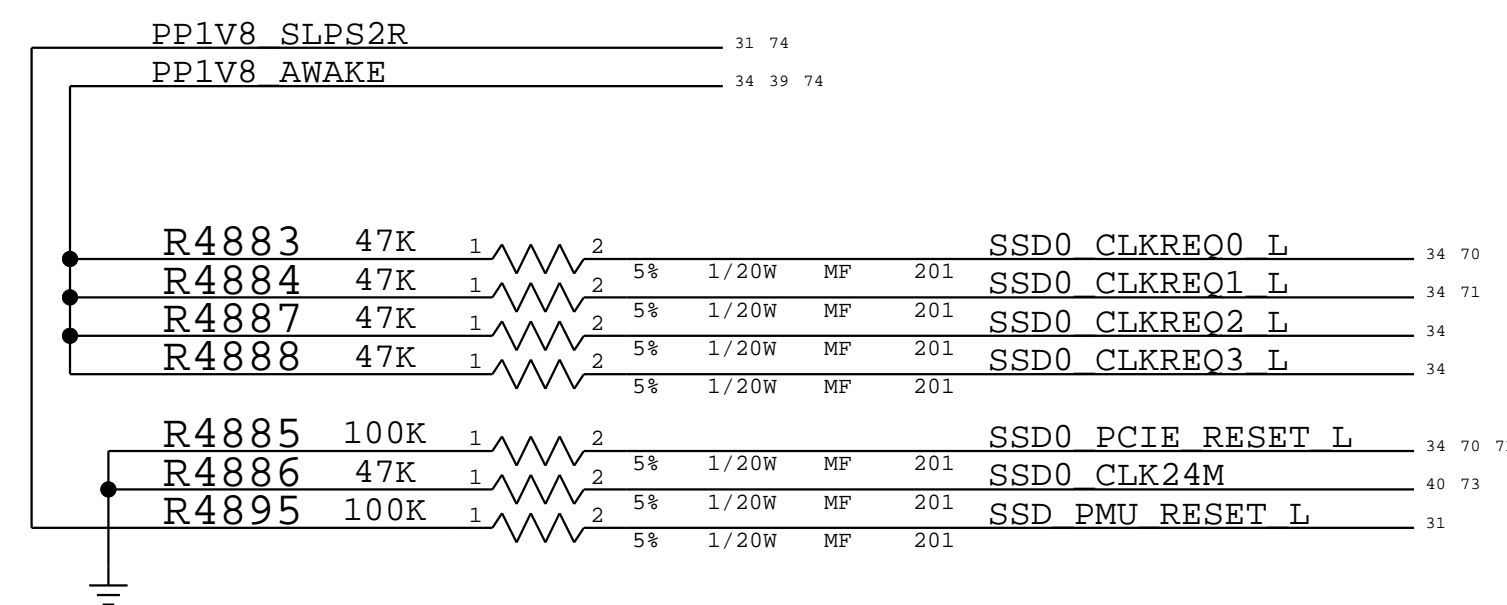 PP1V8_SLPS2R 31 74
PP1V8_AWAKE 34 39 74
R4883 47K 1 2 SSD0_CLKREQ0_L 34 70
5% 1/20W MF 201
R4884 47K 1 2 SSD0_CLKREQ1_L 34 71
5% 1/20W MF 201
R4887 47K 1 2 SSD0_CLKREQ2_L 34
5% 1/20W MF 201
R4888 47K 1 2 SSD0_CLKREQ3_L 34
5% 1/20W MF 201
R4885 100K 1 2 SSD0_PCIE_RESET_L 34 70
5% 1/20W MF 201
R4886 47K 1 2 SSD0_CLK24M 40 73
5% 1/20W MF 201
R4895 100K 1 2 SSD_PMU_RESET_L 31
5% 1/20W MF 201